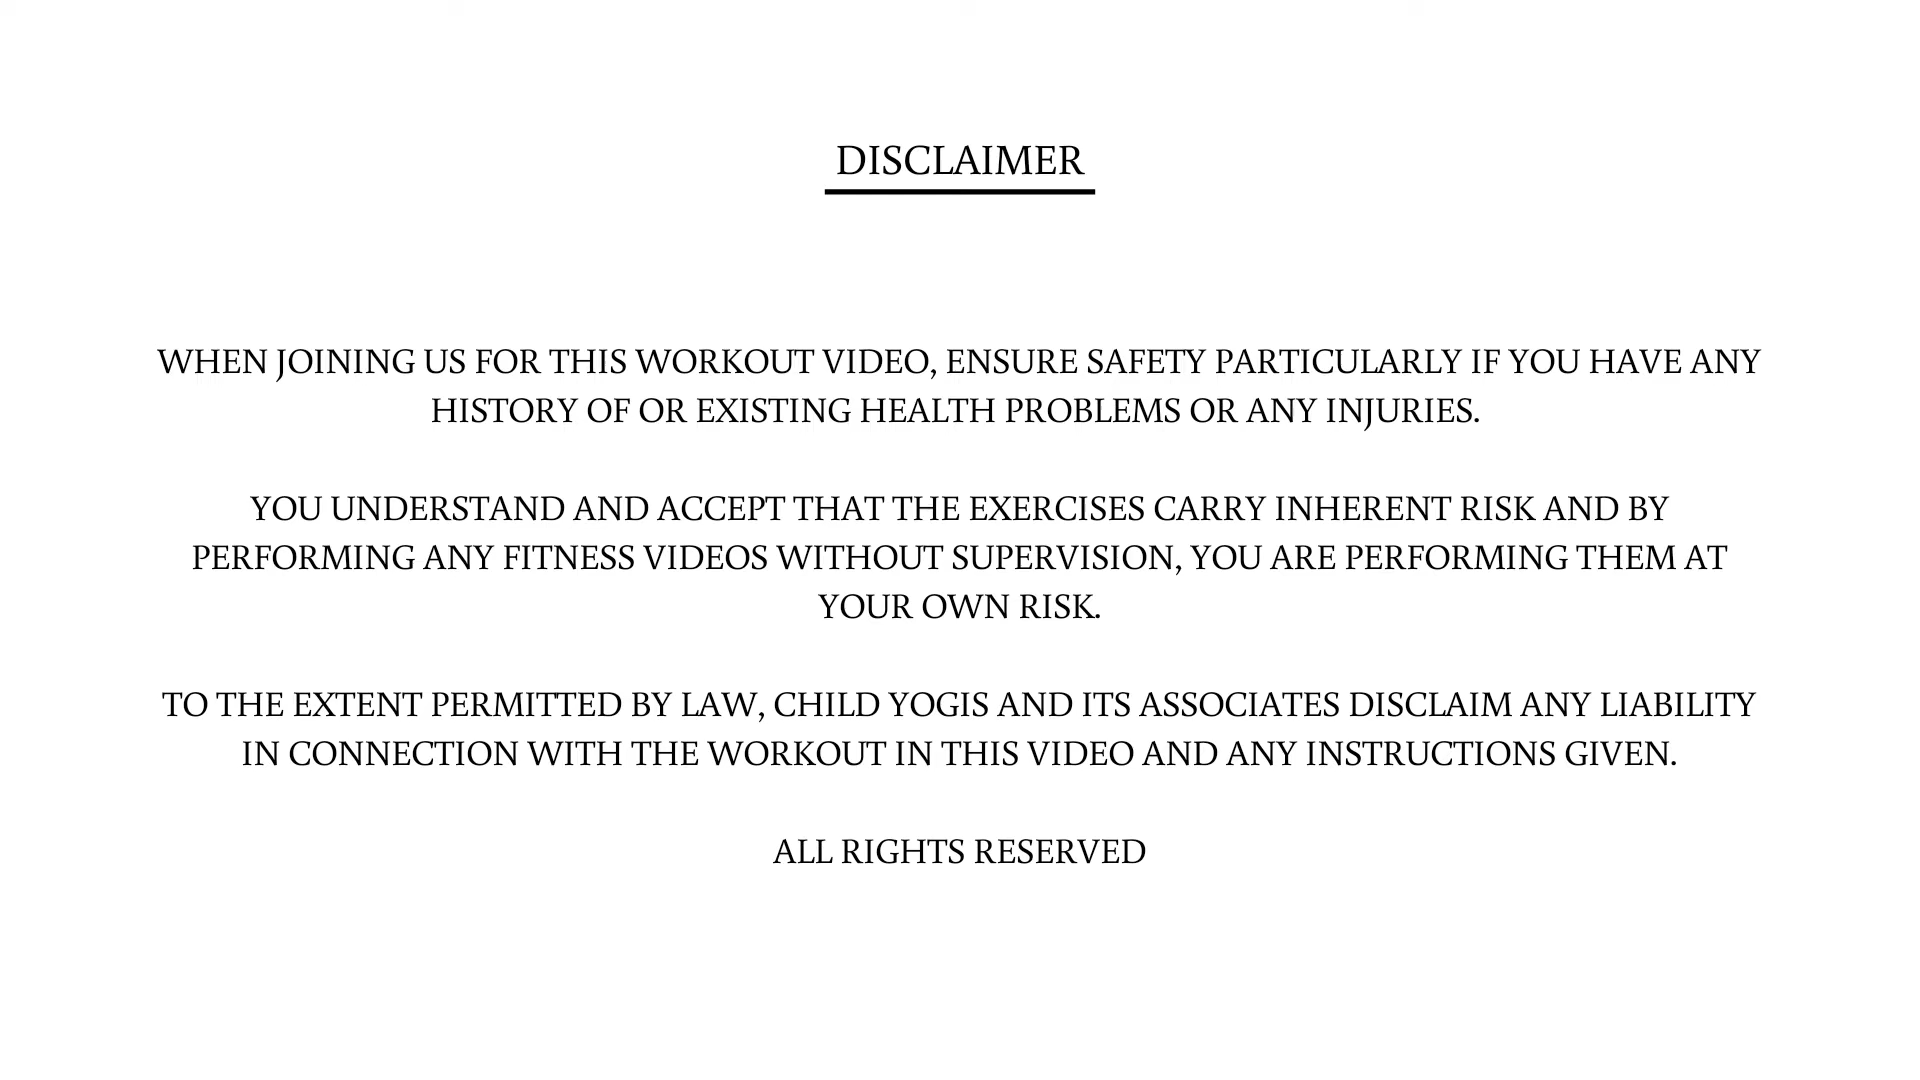 DISCLAIMER
WHEN JOINING US FOR THIS WORKOUT VIDEO, ENSURE SAFETY PARTICULARLY IF YOU HAVE ANY
HISTORY OF OR EXISTING HEALTH PROBLEMS OR ANY INJURIES.
YOU UNDERSTAND AND ACCEPT THAT THE EXERCISES CARRY INHERENT RISK AND BY
PERFORMING ANY FITNESS VIDEOS WITHOUT SUPERVISION, YOU ARE PERFORMING THEM AT
YOUR OWN RISK.
TO THE EXTENT PERMITTED BY LAW, CHILD YOGIS AND ITS ASSOCIATES DISCLAIM ANY LIABILITY
IN CONNECTION WITH THE WORKOUT IN THIS VIDEO AND ANY INSTRUCTIONS GIVEN.
ALL RIGHTS RESERVED